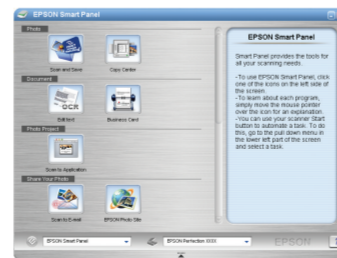 EPSON Smart Panel
Photo
Scan and Save
Copy Center
Document
OCR
Edit text
Business Card
Photo Project
Scan to Application
Share Your Photo
Scan to E-mail
EPSON Photo Site
EPSON Smart Panel
Smart Panel provides the tools for
all your scanning needs.
-To use EPSON Smart Panel, click
one of the icons on the left side of
the screen.
-To learn about each program,
simply move the mouse pointer
over the icon for an explanation.
-You can use your scanner Start
button to automate a task. To do
this, go to the pull down menu in
the lower left part of the screen
and select a task.
EPSON Smart Panel
EPSON Perfection XXXX
EPSON